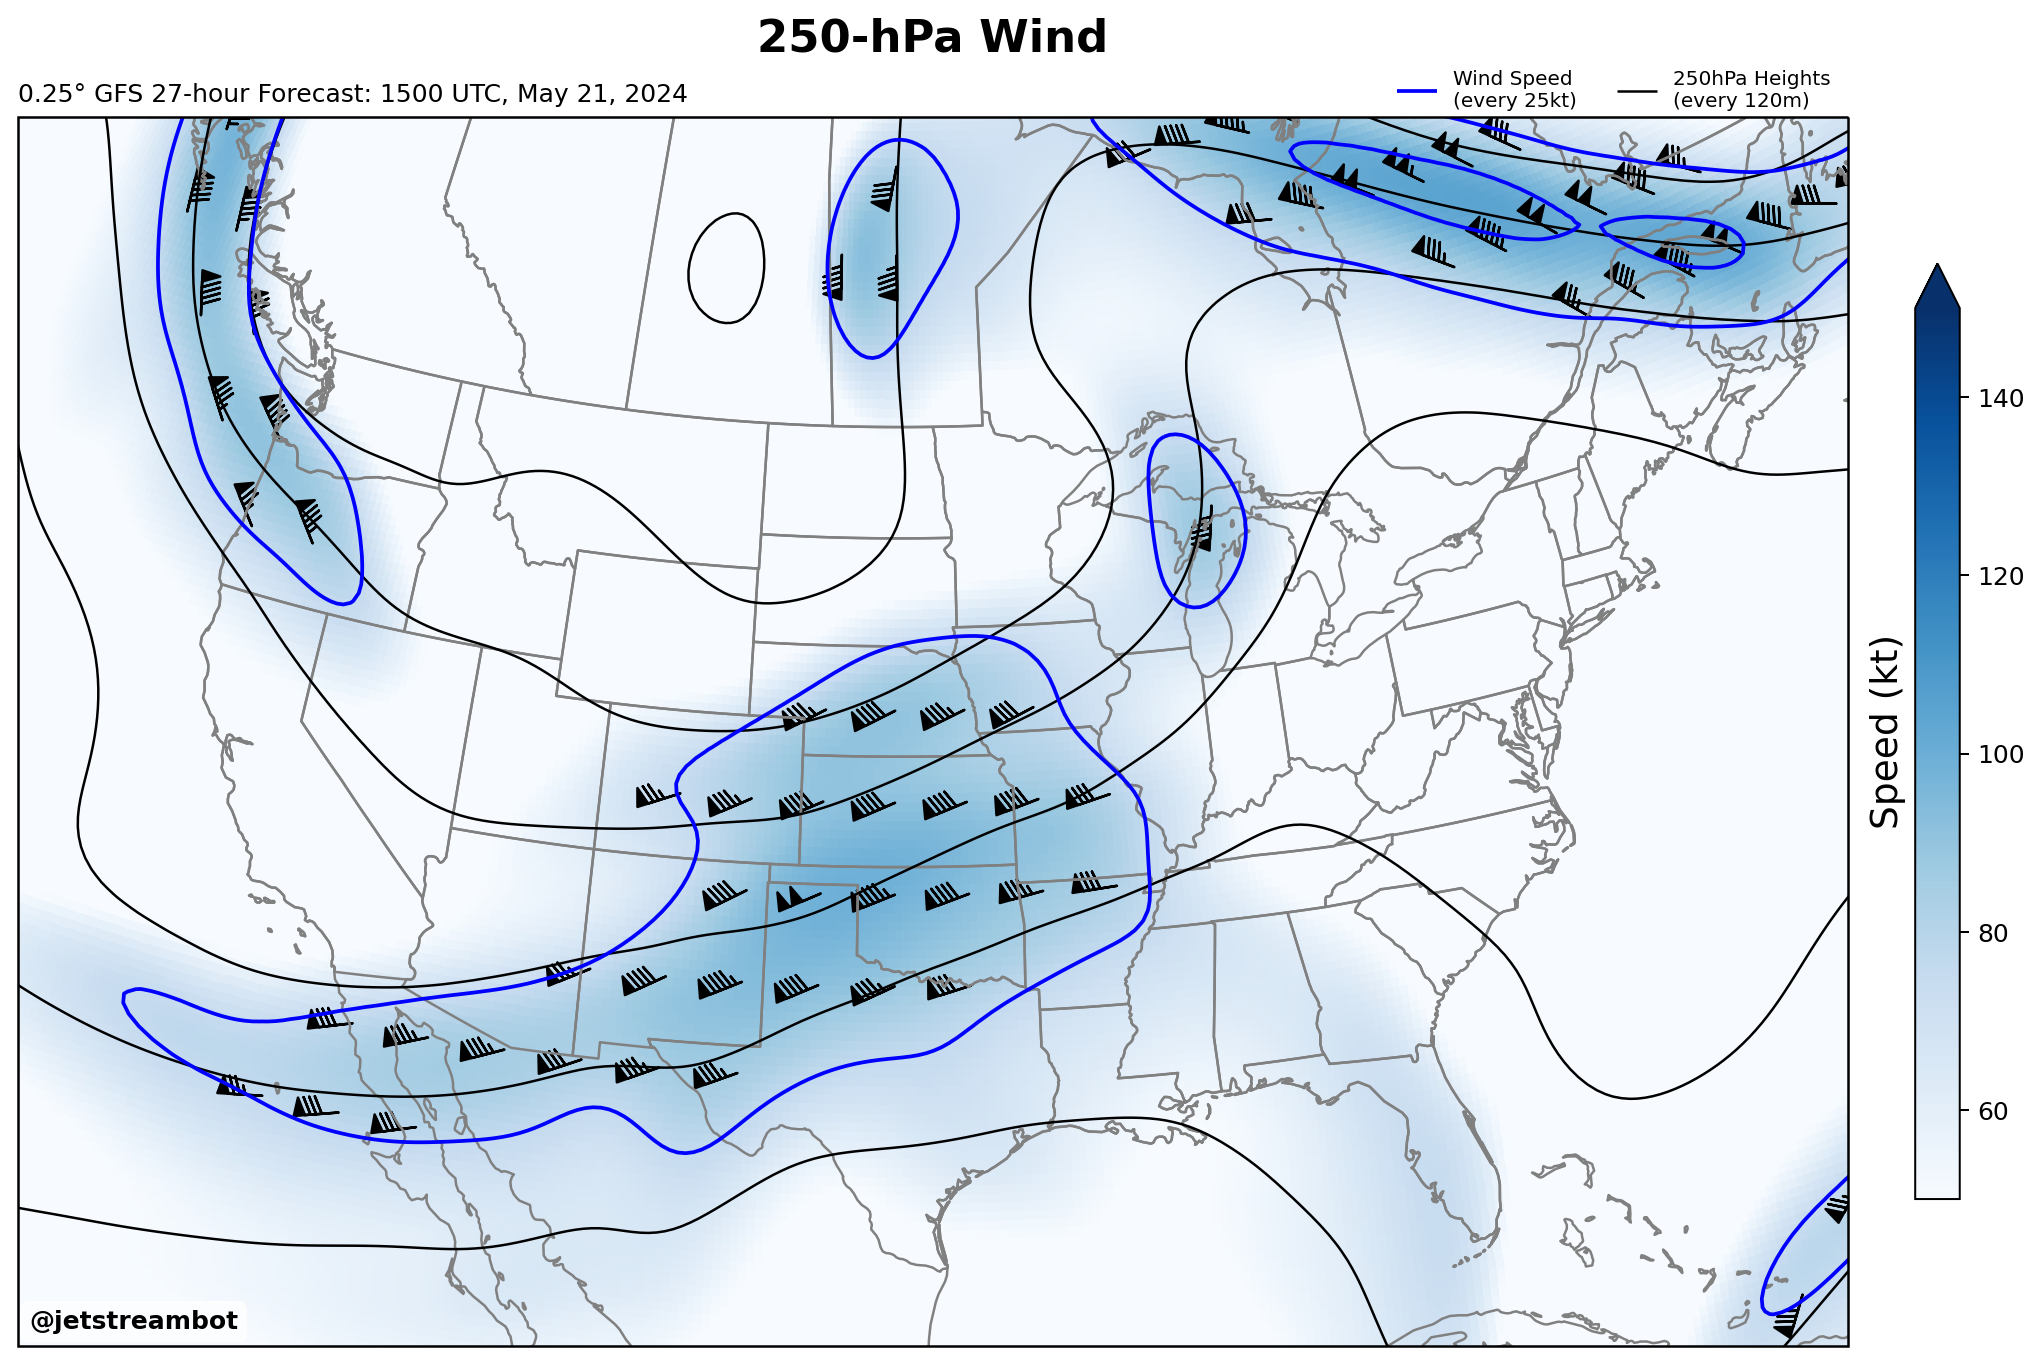 250-hPa Wind
0.25° GFS 27-hour Forecast: 1500 UTC, May 21, 2024
Wind Speed
(every 25kt)
250hPa Heights
(every 120m)
140
120
100
80
60
Speed (kt)
@jetstreambot